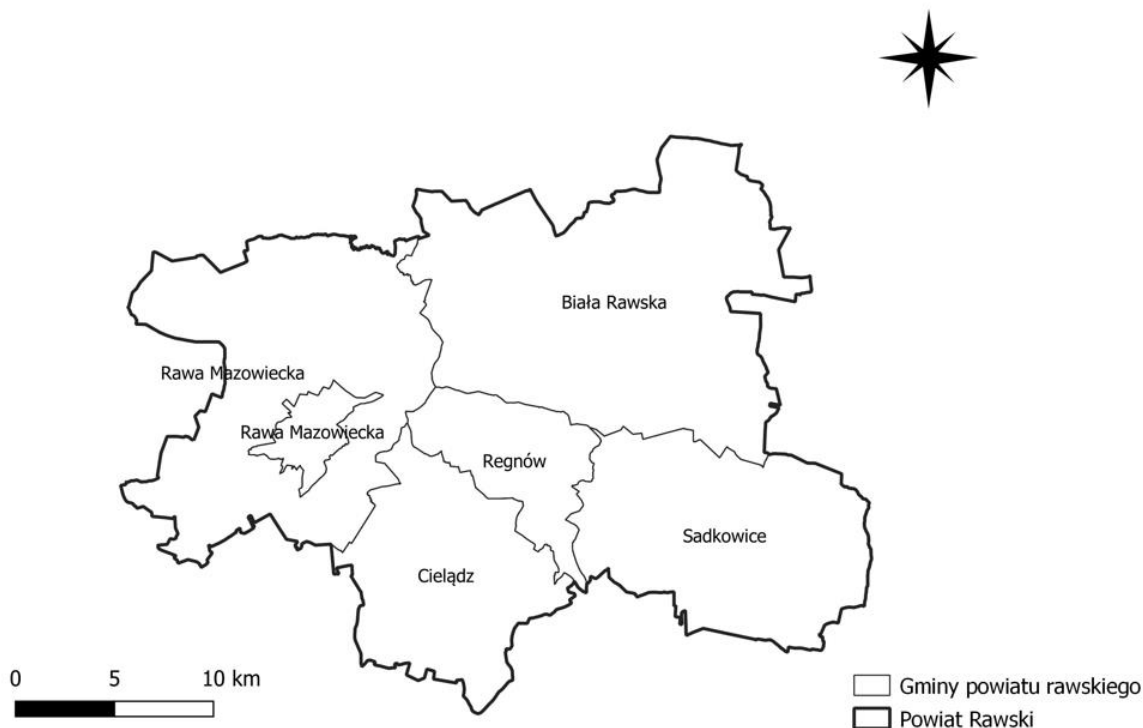 Biała Rawska
Rawa Mazowiecka
Rawa Mazowiecka
Regnów
Sadkowice
Cielądz
0 5 10 km
Gminy powiatu rawskiego
Powiat Rawski